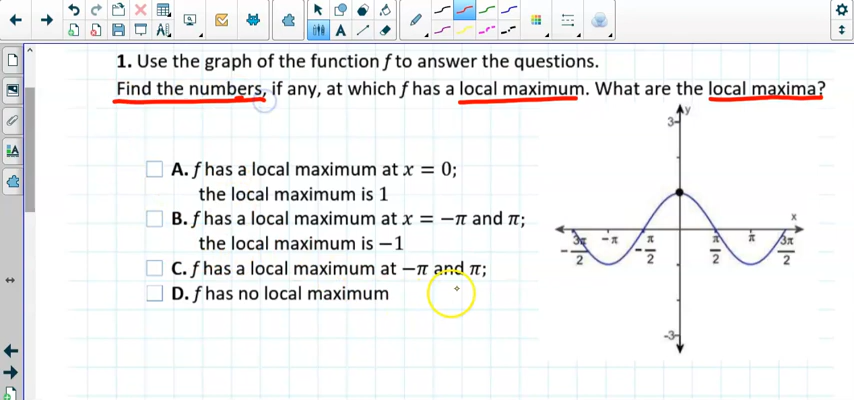 1. Use the graph of the function f to answer the questions.
Find the numbers, if any, at which f has a local maximum. What are the local maxima?
A. f has a local maximum at x = 0;
the local maximum is 1
B. f has a local maximum at x = −π and π;
the local maximum is −1
C. f has a local maximum at −π and π;
D. f has no local maximum
y
3
x
−3π/2
−π
−π/2
π/2
π
3π/2
-3
A
A